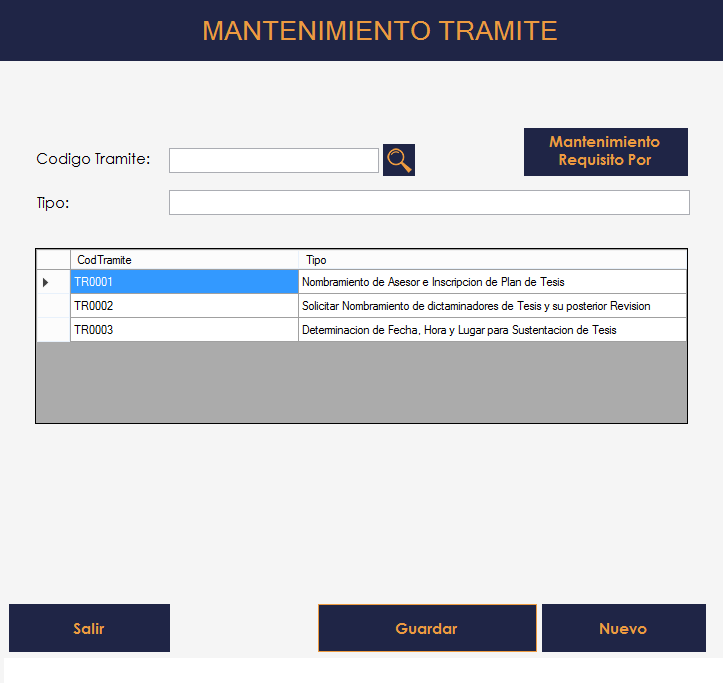 MANTENIMIENTO TRAMITE
Mantenimiento
Requisito Por
Codigo Tramite:
Tipo:
CodTramite Tipo
TR0001 Nombramiento de Asesor e Inscripcion de Plan de Tesis
TR0002 Solicitar Nombramiento de dictaminadores de Tesis y su posterior Revision
TR0003 Determinacion de Fecha, Hora y Lugar para Sustentacion de Tesis
Salir Guardar Nuevo